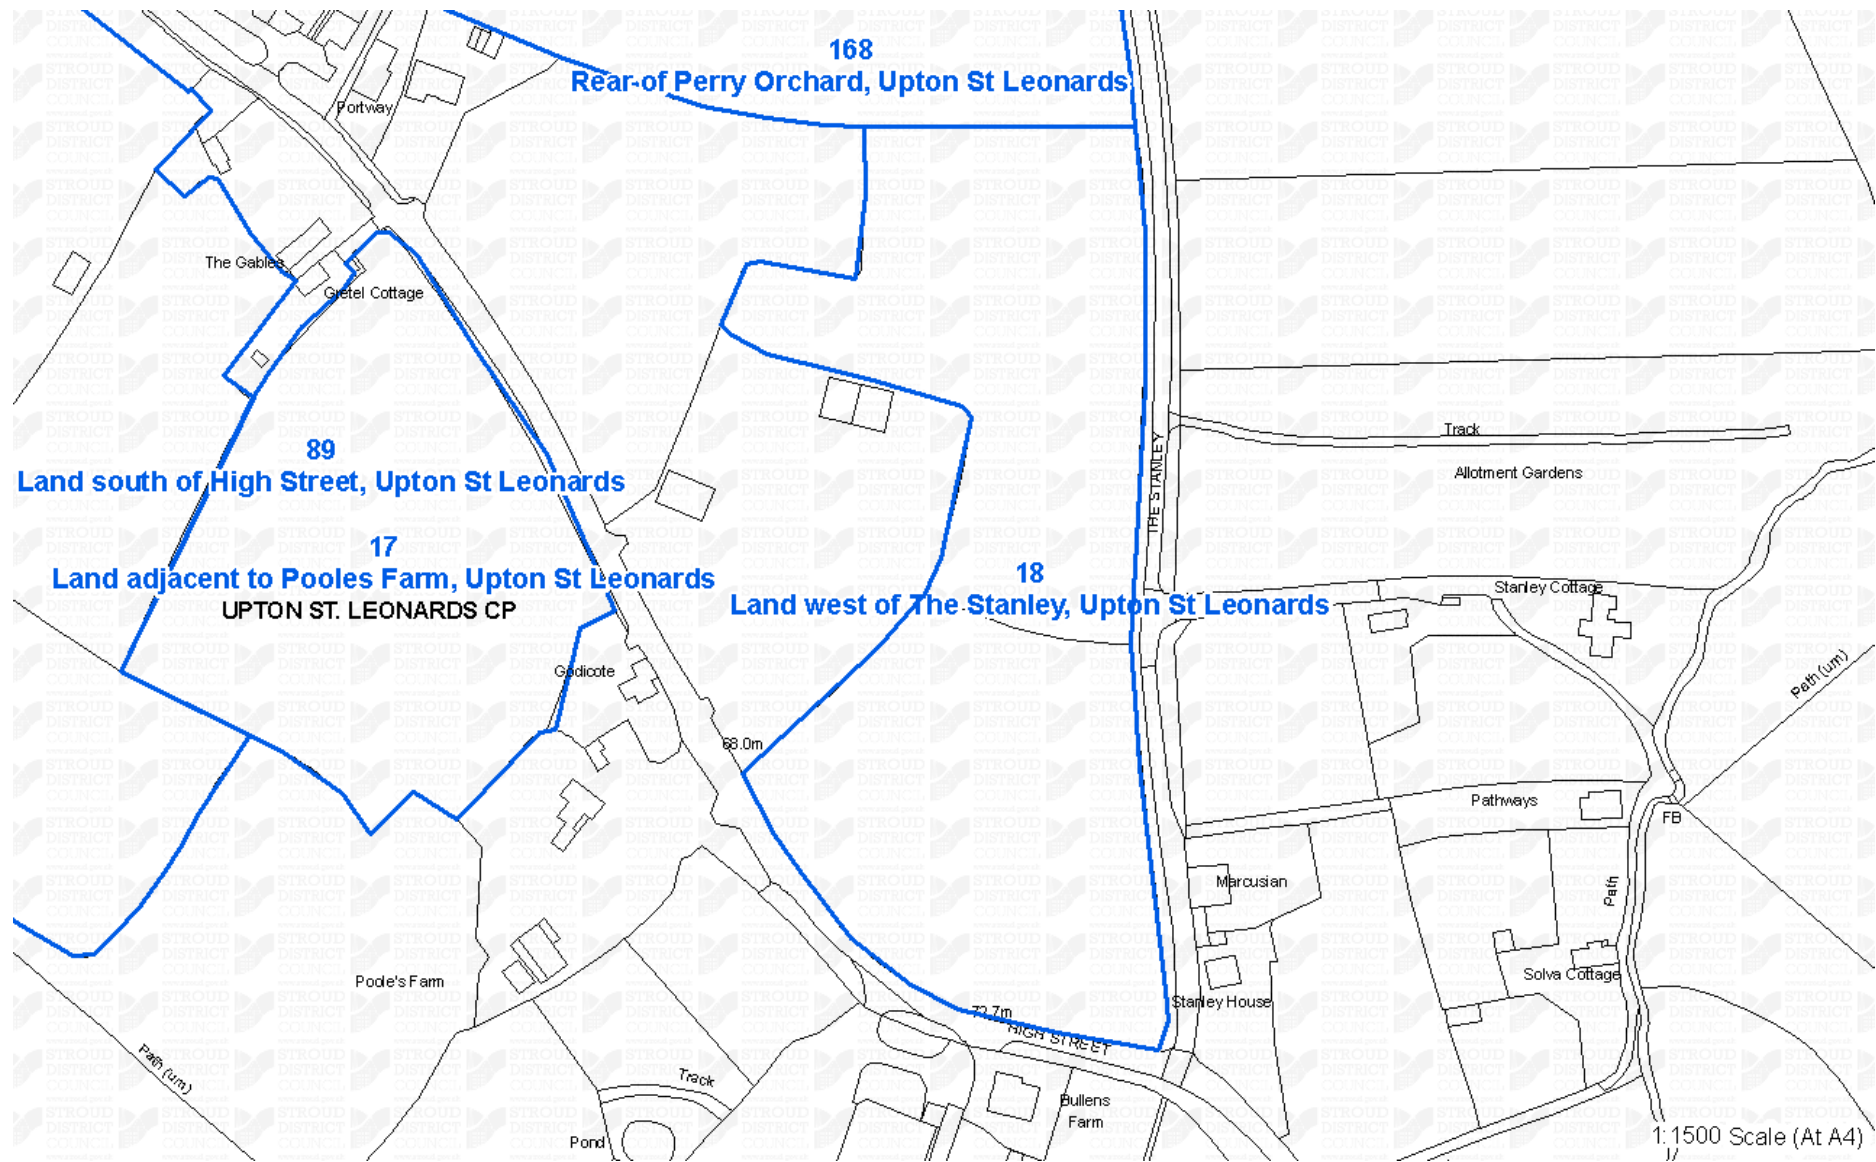 168
Rear of Perry Orchard, Upton St Leonards
Portway
The Gables
Gretel Cottage
Track
89
Land south of High Street, Upton St Leonards
Allotment Gardens
THE STANLEY
17
Land adjacent to Pooles Farm, Upton St Leonards
UPTON ST. LEONARDS CP
18
Land west of The Stanley, Upton St Leonards
Stanley Cottage
Godicote
Path (um)
68.0m
Pathways
FB
Marcusian
Path
Poole's Farm
Solva Cottage
Stanley House
72.7m
HIGH STREET
Path (um)
Track
Bullens
Farm
Pond
1:1500 Scale (At A4)
STROUD
DISTRICT
COUNCIL